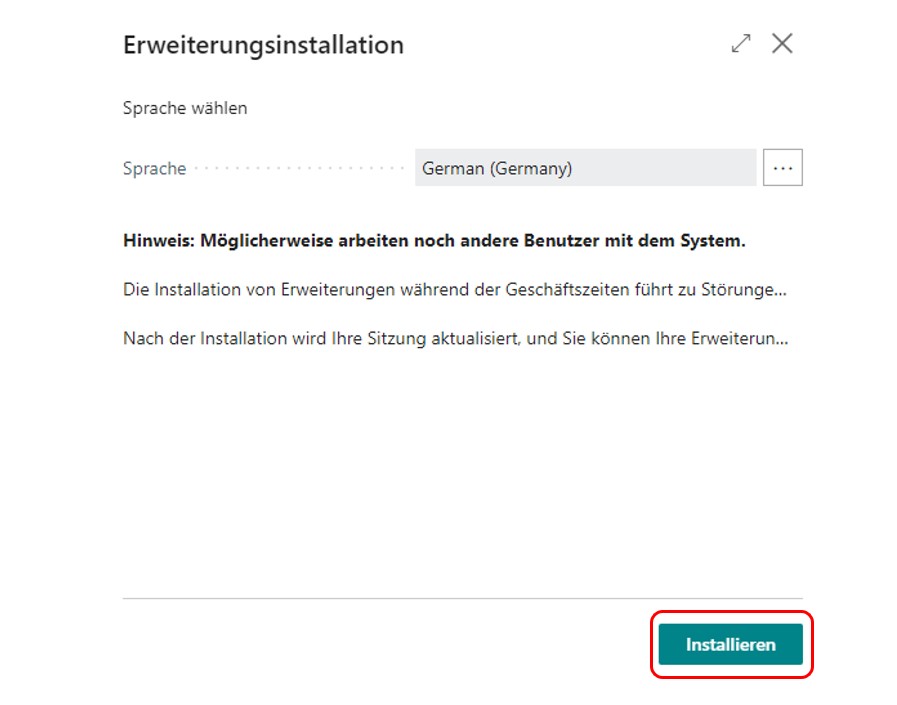 Erweiterungsinstallation
Sprache wählen
Sprache
German (Germany)
Hinweis: Möglicherweise arbeiten noch andere Benutzer mit dem System.
Die Installation von Erweiterungen während der Geschäftszeiten führt zu Störunge...
Nach der Installation wird Ihre Sitzung aktualisiert, und Sie können Ihre Erweiterun...
Installieren